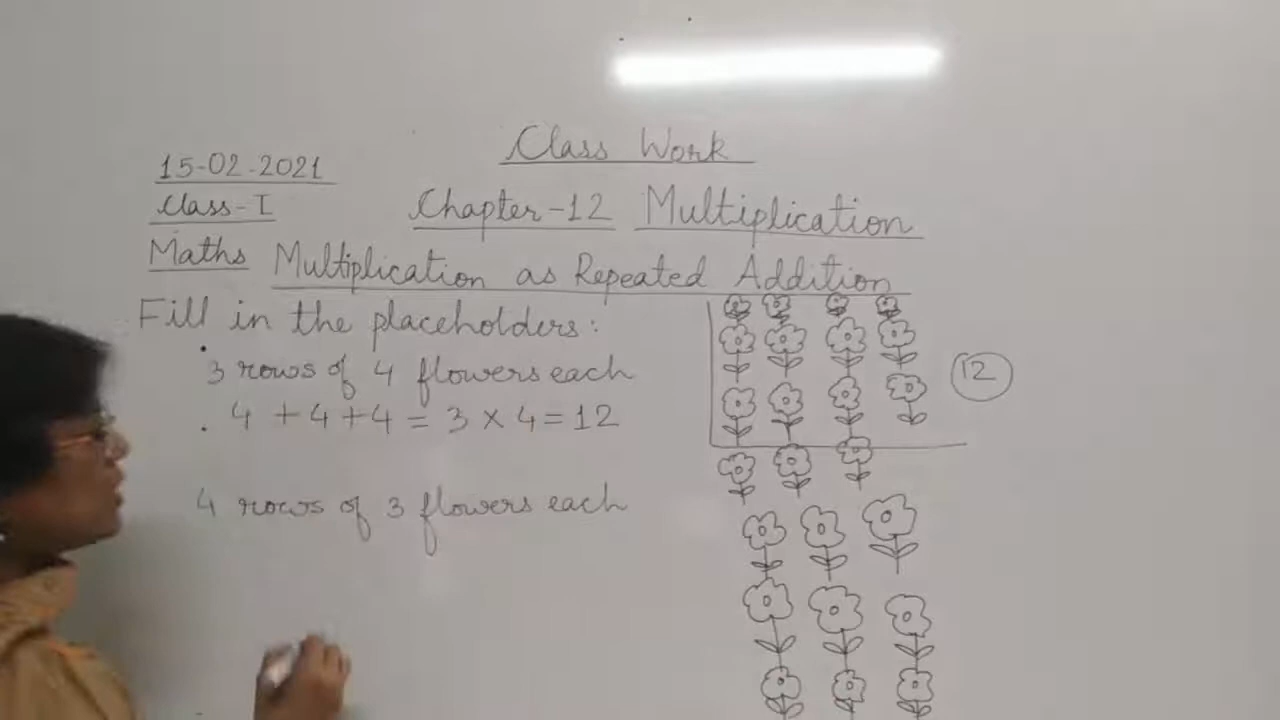 Class Work
15-02-2021
Class-I
Chapter-12 Multiplication
Maths Multiplication as Repeated Addition
Fill in the placeholders:
3 rows of 4 flowers each
4 + 4 + 4 = 3 × 4 = 12
12
4 rows of 3 flowers each